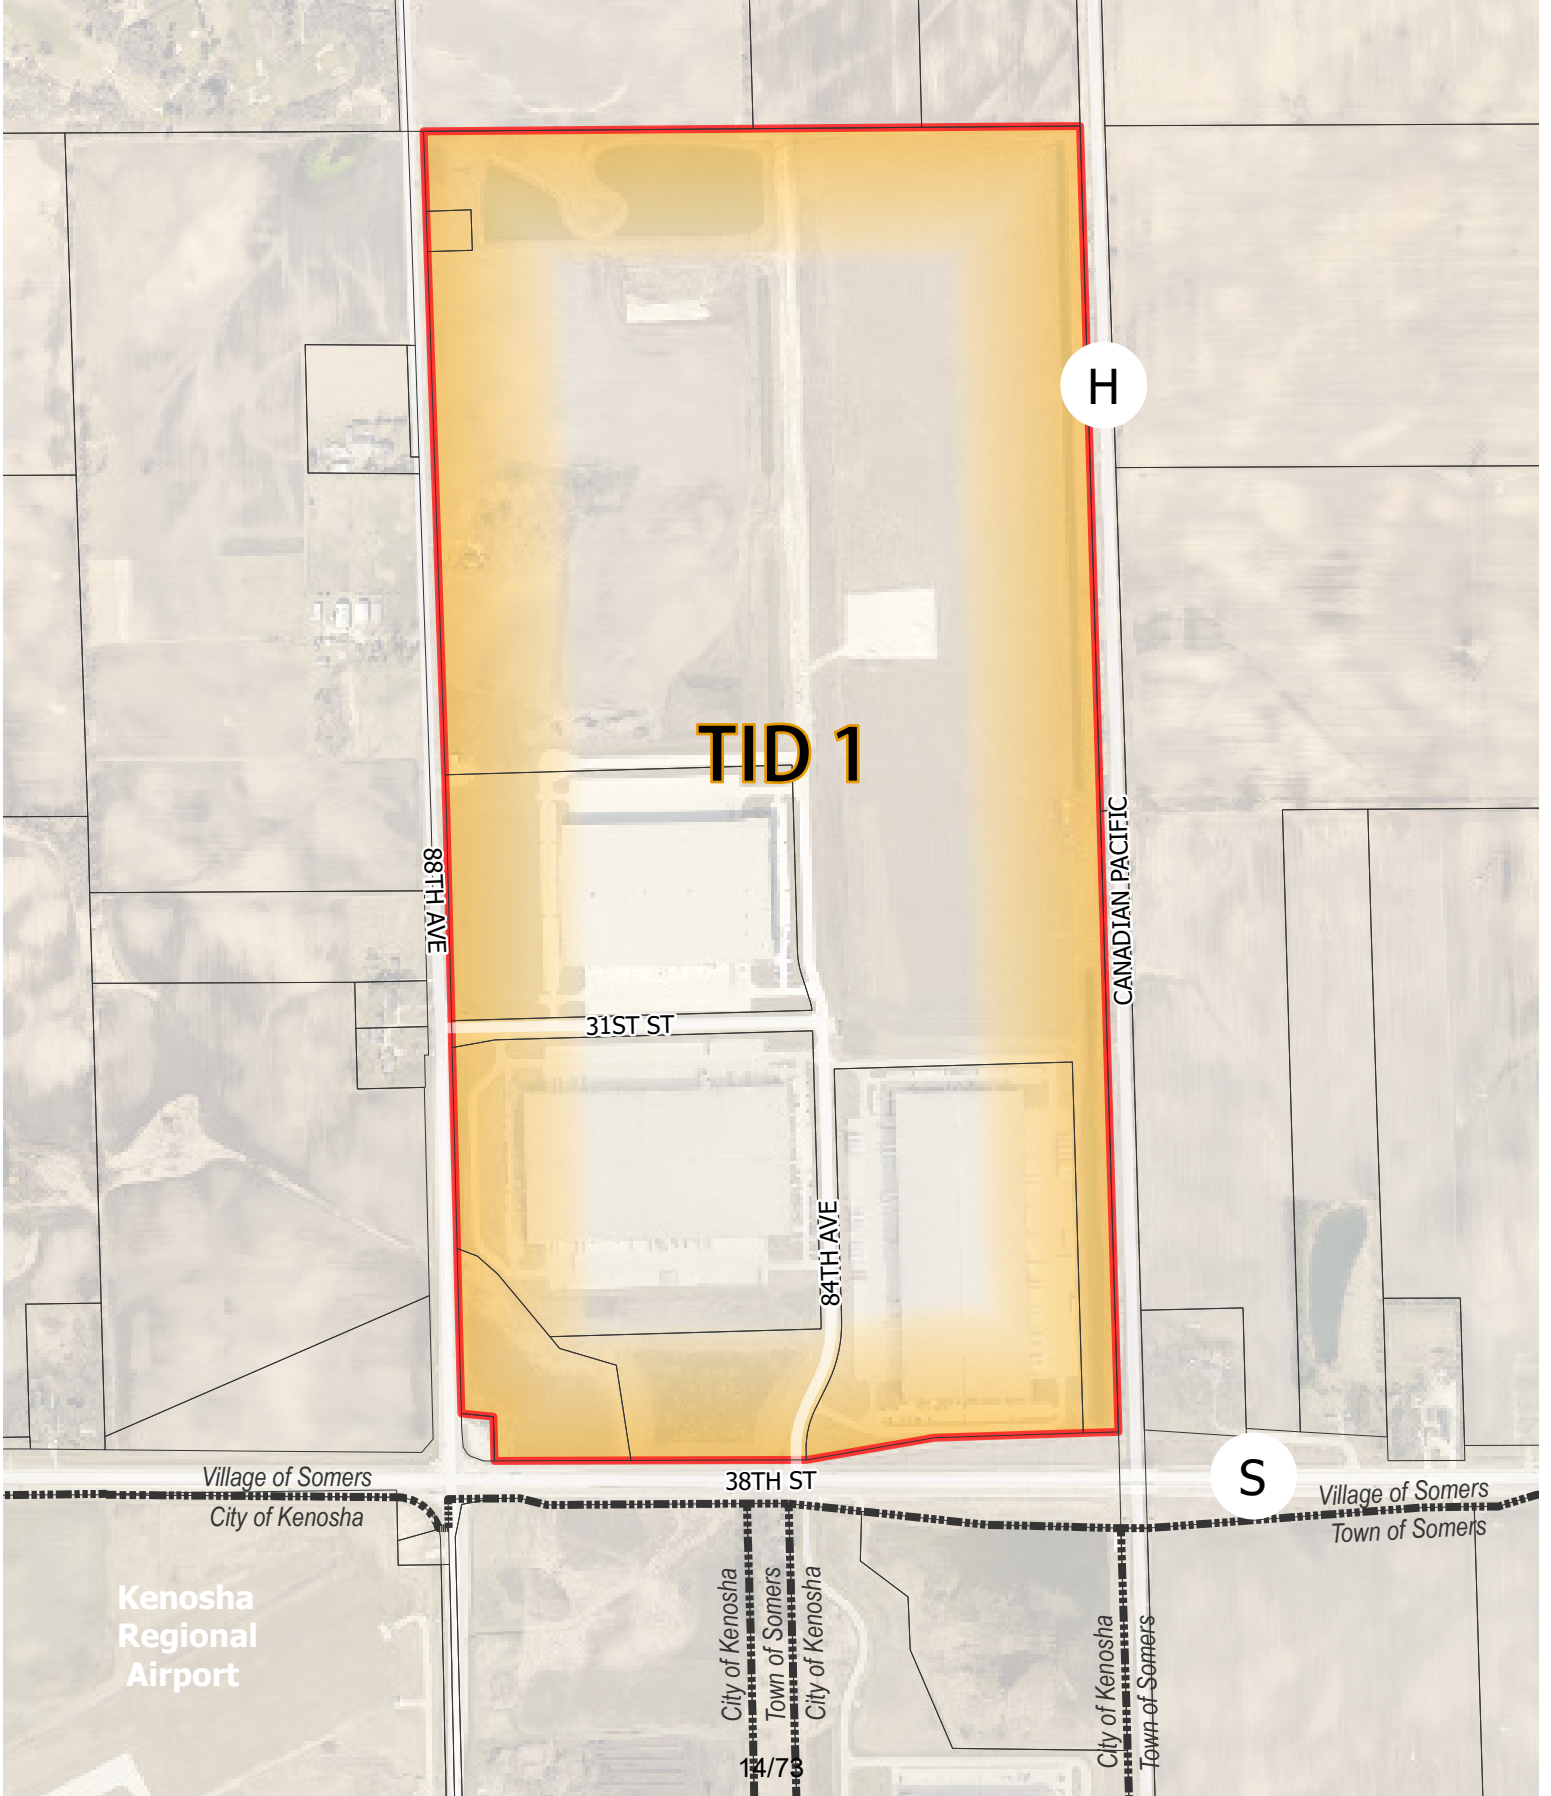 H
TID 1
88TH AVE
CANADIAN PACIFIC
31ST ST
84TH AVE
38TH ST
S
Village of Somers
City of Kenosha
Village of Somers
Town of Somers
Kenosha
Regional
Airport
City of Kenosha
Town of Somers
City of Kenosha
City of Kenosha
Town of Somers
14/73